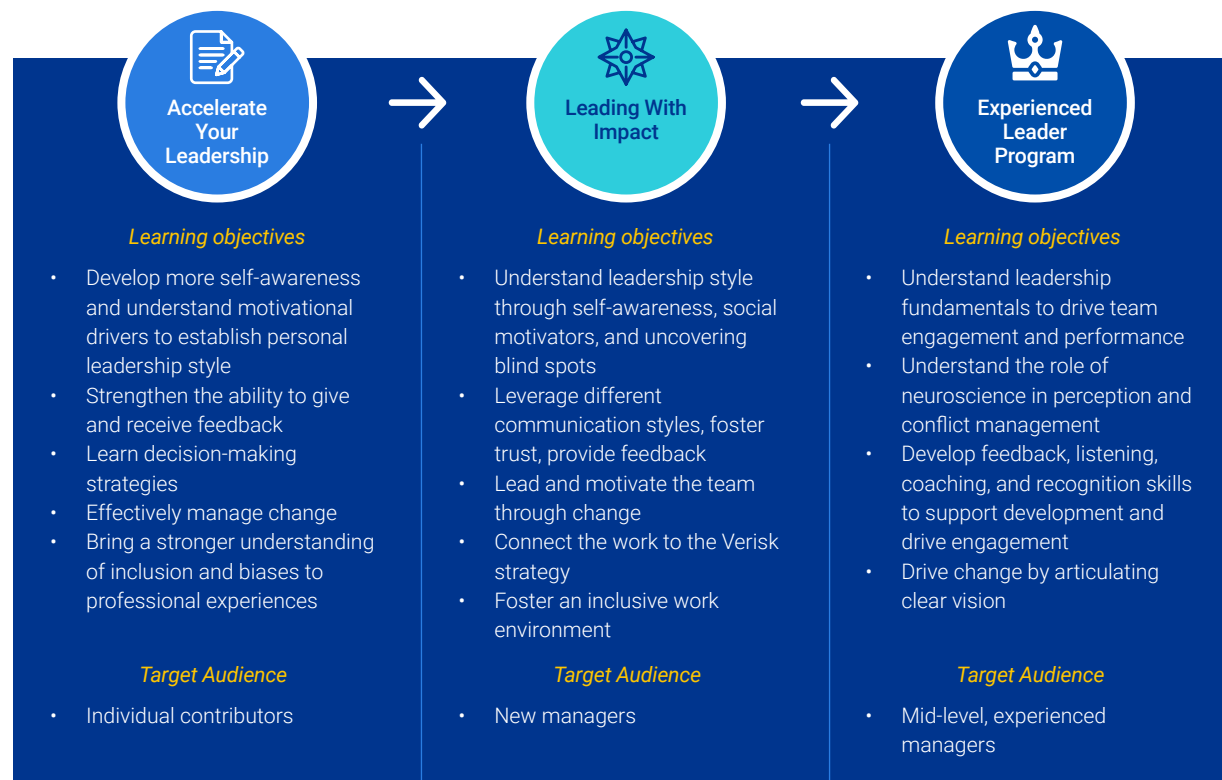 Accelerate
Your
Leadership
Learning objectives
• Develop more self-awareness
and understand motivational
drivers to establish personal
leadership style
• Strengthen the ability to give
and receive feedback
• Learn decision-making
strategies
• Effectively manage change
• Bring a stronger understanding
of inclusion and biases to
professional experiences
Target Audience
• Individual contributors
Leading With
Impact
Learning objectives
• Understand leadership style
through self-awareness, social
motivators, and uncovering
blind spots
• Leverage different
communication styles, foster
trust, provide feedback
• Lead and motivate the team
through change
• Connect the work to the Verisk
strategy
• Foster an inclusive work
environment
Target Audience
• New managers
Experienced
Leader
Program
Learning objectives
• Understand leadership
fundamentals to drive team
engagement and performance
• Understand the role of
neuroscience in perception and
conflict management
• Develop feedback, listening,
coaching, and recognition skills
to support development and
drive engagement
• Drive change by articulating
clear vision
Target Audience
• Mid-level, experienced
managers